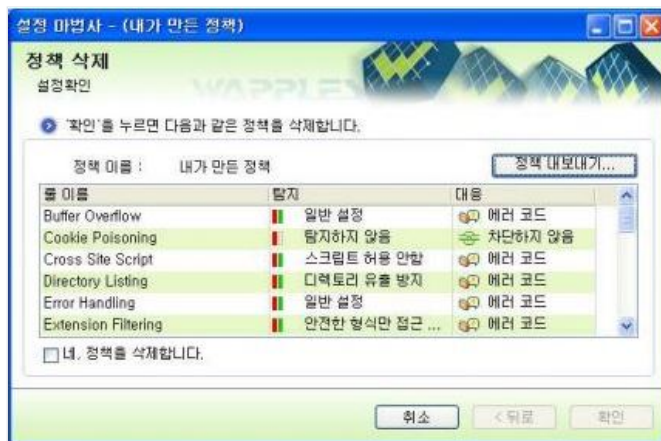 설정 마법사 - (내가 만든 정책)
정책 삭제
설정확인
WAPPLES
'확인'을 누르면 다음과 같은 정책을 삭제합니다.
정책 이름 : 내가 만든 정책 정책 내보내기...
룰 이름 탐지 대응
Buffer Overflow 일반 설정 에러 코드
Cookie Poisoning 탐지하지 않음 차단하지 않음
Cross Site Script 스크립트 허용 안함 에러 코드
Directory Listing 디렉토리 유출 방지 에러 코드
Error Handling 일반 설정 에러 코드
Extension Filtering 안전한 형식만 접근 ... 에러 코드
네, 정책을 삭제합니다.
취소 < 뒤로 확인